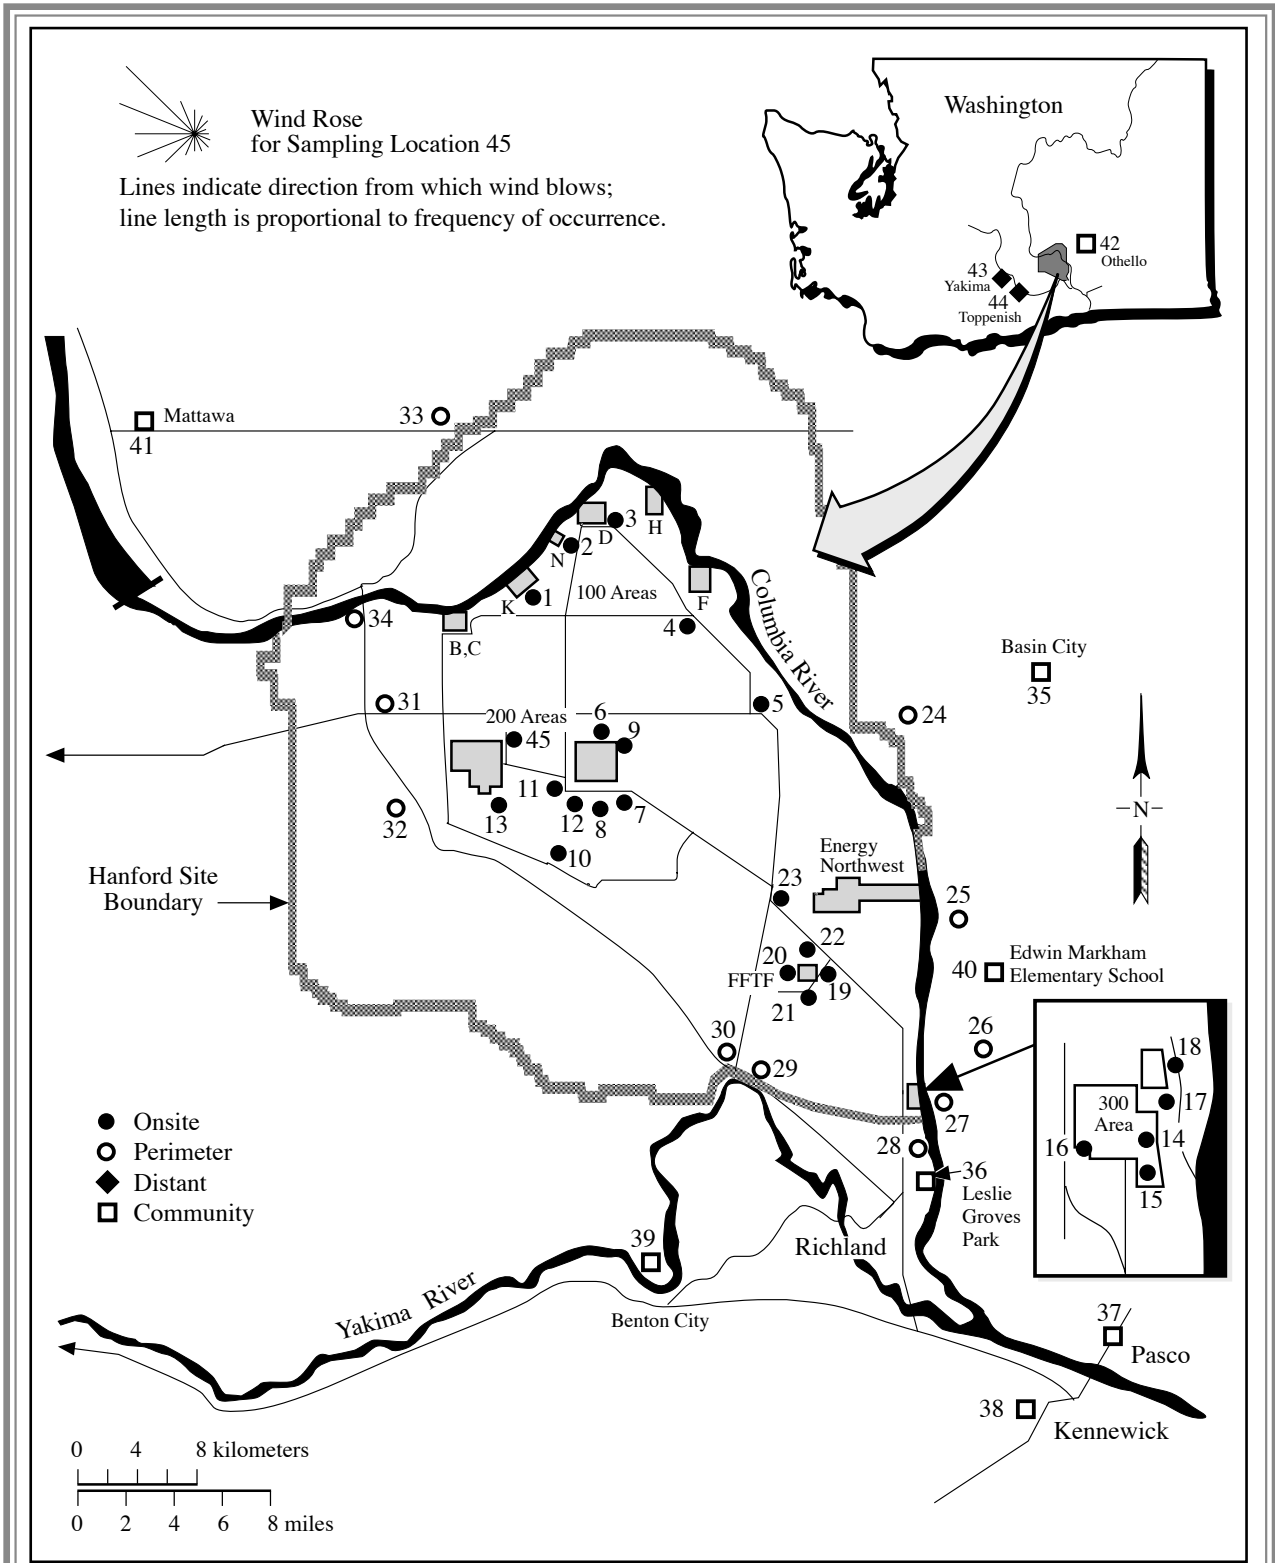 Wind Rose
for Sampling Location 45
Lines indicate direction from which wind blows;
line length is proportional to frequency of occurrence.
Washington
42
Othello
43
Yakima
44
Toppenish
Mattawa
41
33
34
31
32
H
D
3
N
2
K
1
100 Areas
F
4
B,C
Columbia River
5
Basin City
35
24
200 Areas
6
9
45
11
13
12
8
7
10
N
Energy
Northwest
23
25
Hanford Site
Boundary
22
20
FFTF
19
21
40
Edwin Markham
Elementary School
26
30
29
27
28
36
Leslie
Groves
Park
18
300
Area
17
14
16
15
Onsite
Perimeter
Distant
Community
39
Richland
Yakima River
Benton City
37
Pasco
38
Kennewick
0 4 8 kilometers
0 2 4 6 8 miles